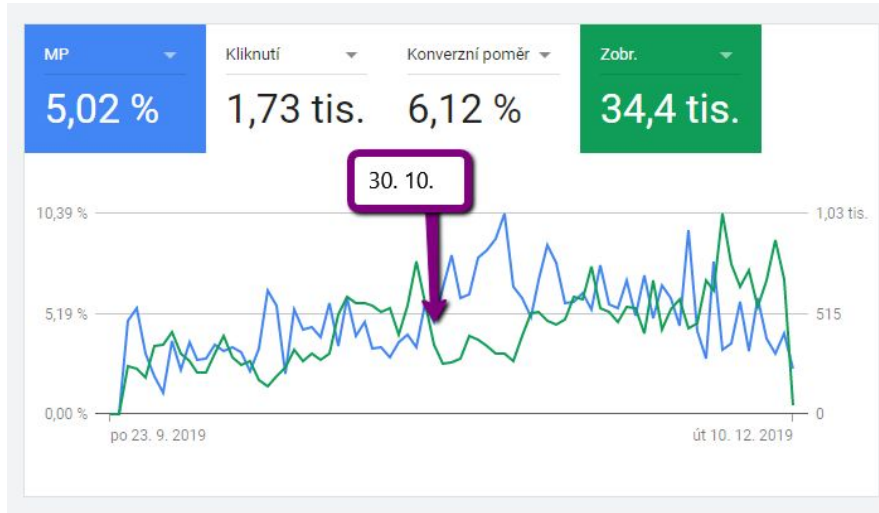 MP
Kliknutí
Konverzní poměr
Zobr.
5,02 %
1,73 tis.
6,12 %
34,4 tis.
30. 10.
10,39 %
1,03 tis.
5,19 %
515
0,00 %
0
po 23. 9. 2019
út 10. 12. 2019